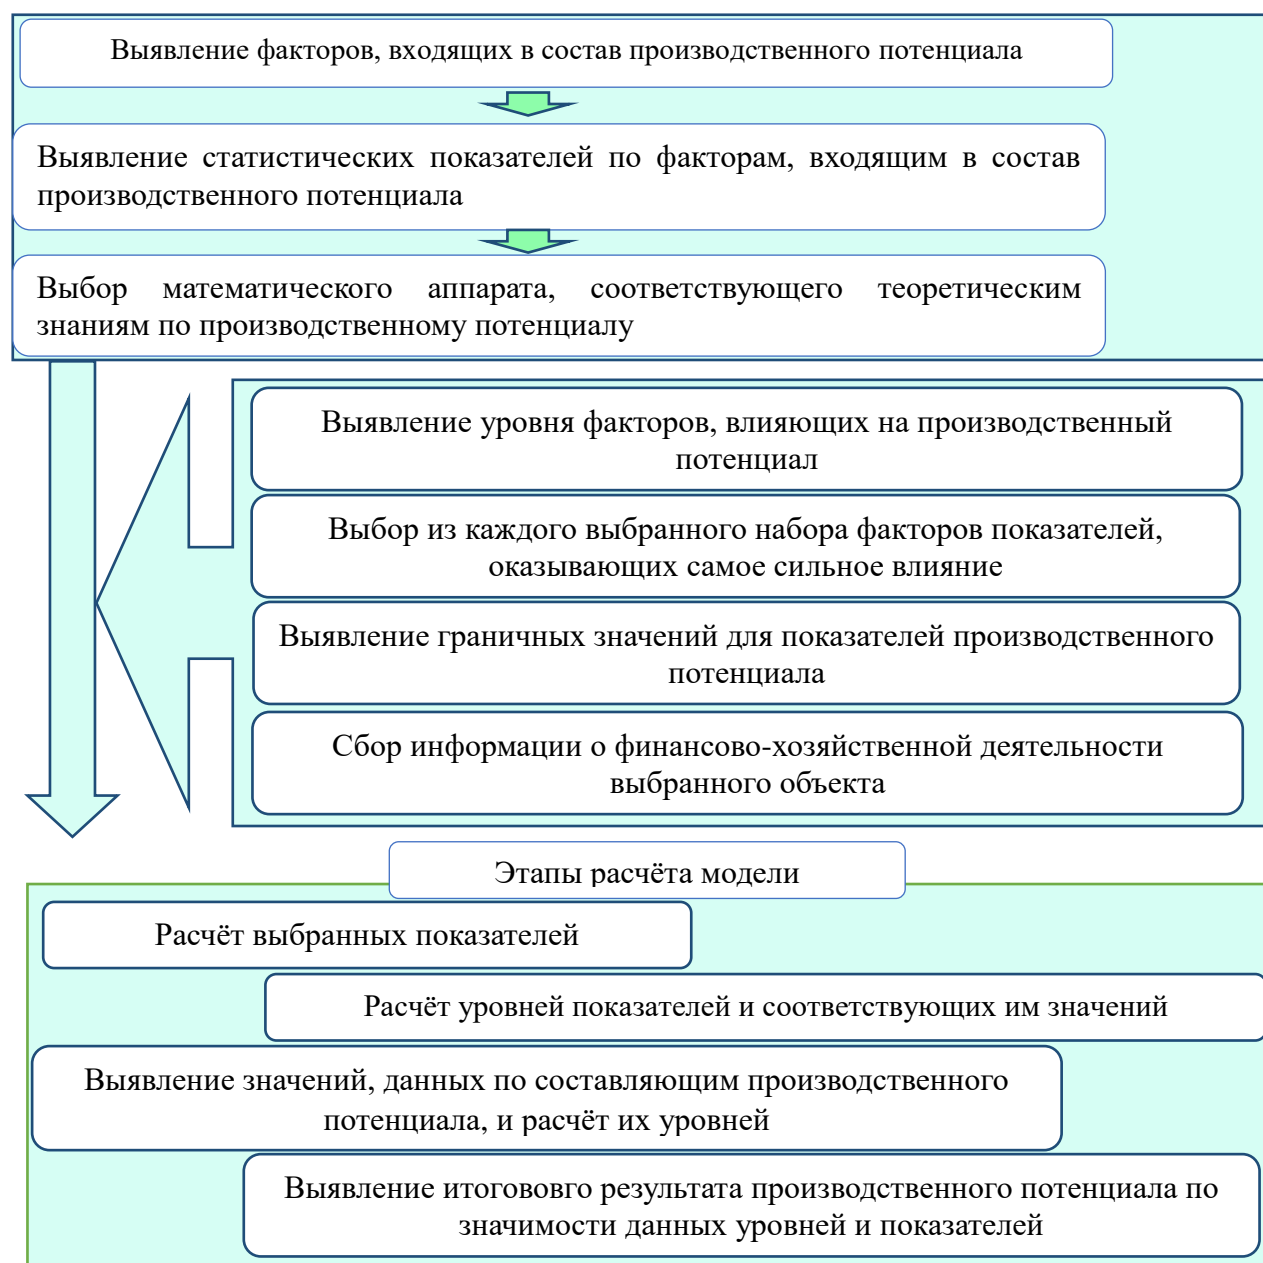 Выявление факторов, входящих в состав производственного потенциала
Выявление статистических показателей по факторам, входящим в состав
производственного потенциала
Выбор математического аппарата, соответствующего теоретическим
знаниям по производственному потенциалу
Выявление уровня факторов, влияющих на производственный
потенциал
Выбор из каждого выбранного набора факторов показателей,
оказывающих самое сильное влияние
Выявление граничных значений для показателей производственного
потенциала
Сбор информации о финансово-хозяйственной деятельности
выбранного объекта
Этапы расчёта модели
Расчёт выбранных показателей
Расчёт уровней показателей и соответствующих им значений
Выявление значений, данных по составляющим производственного
потенциала, и расчёт их уровней
Выявление итогововго результата производственного потенциала по
значимости данных уровней и показателей